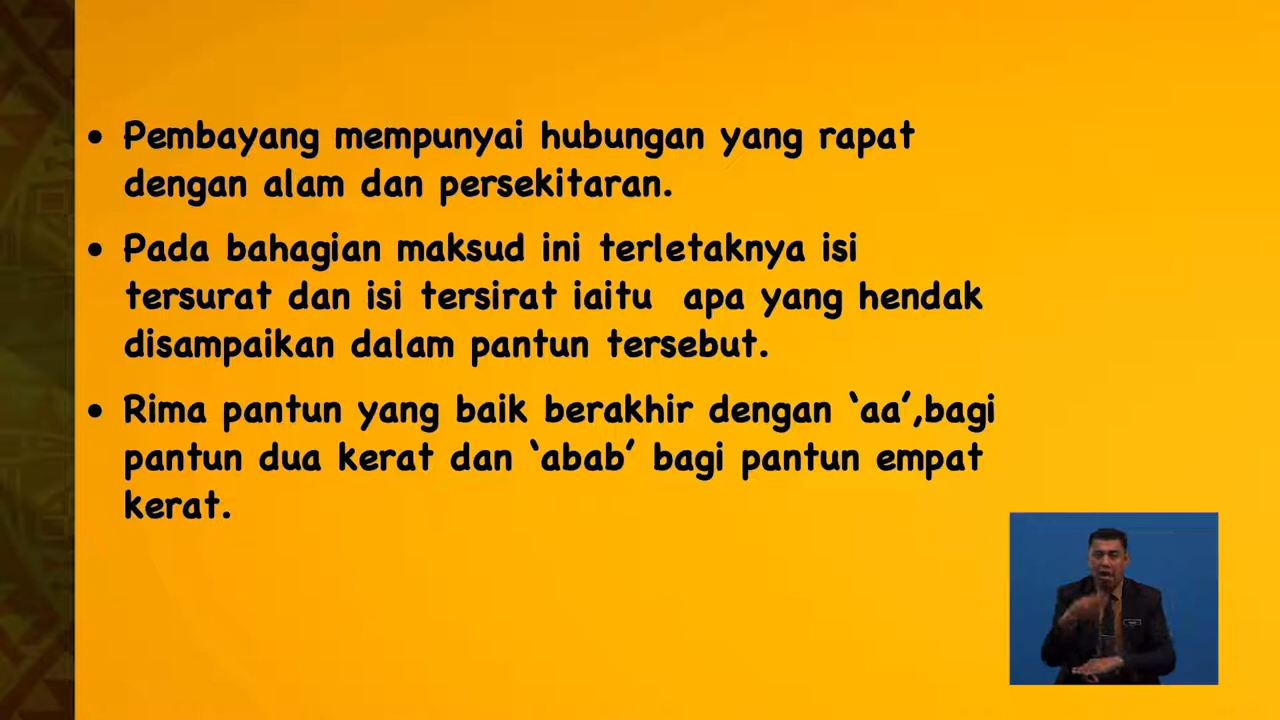 • Pembayang mempunyai hubungan yang rapat
dengan alam dan persekitaran.
• Pada bahagian maksud ini terletaknya isi
tersurat dan isi tersirat iaitu apa yang hendak
disampaikan dalam pantun tersebut.
• Rima pantun yang baik berakhir dengan ‘aa’,bagi
pantun dua kerat dan ‘abab’ bagi pantun empat
kerat.